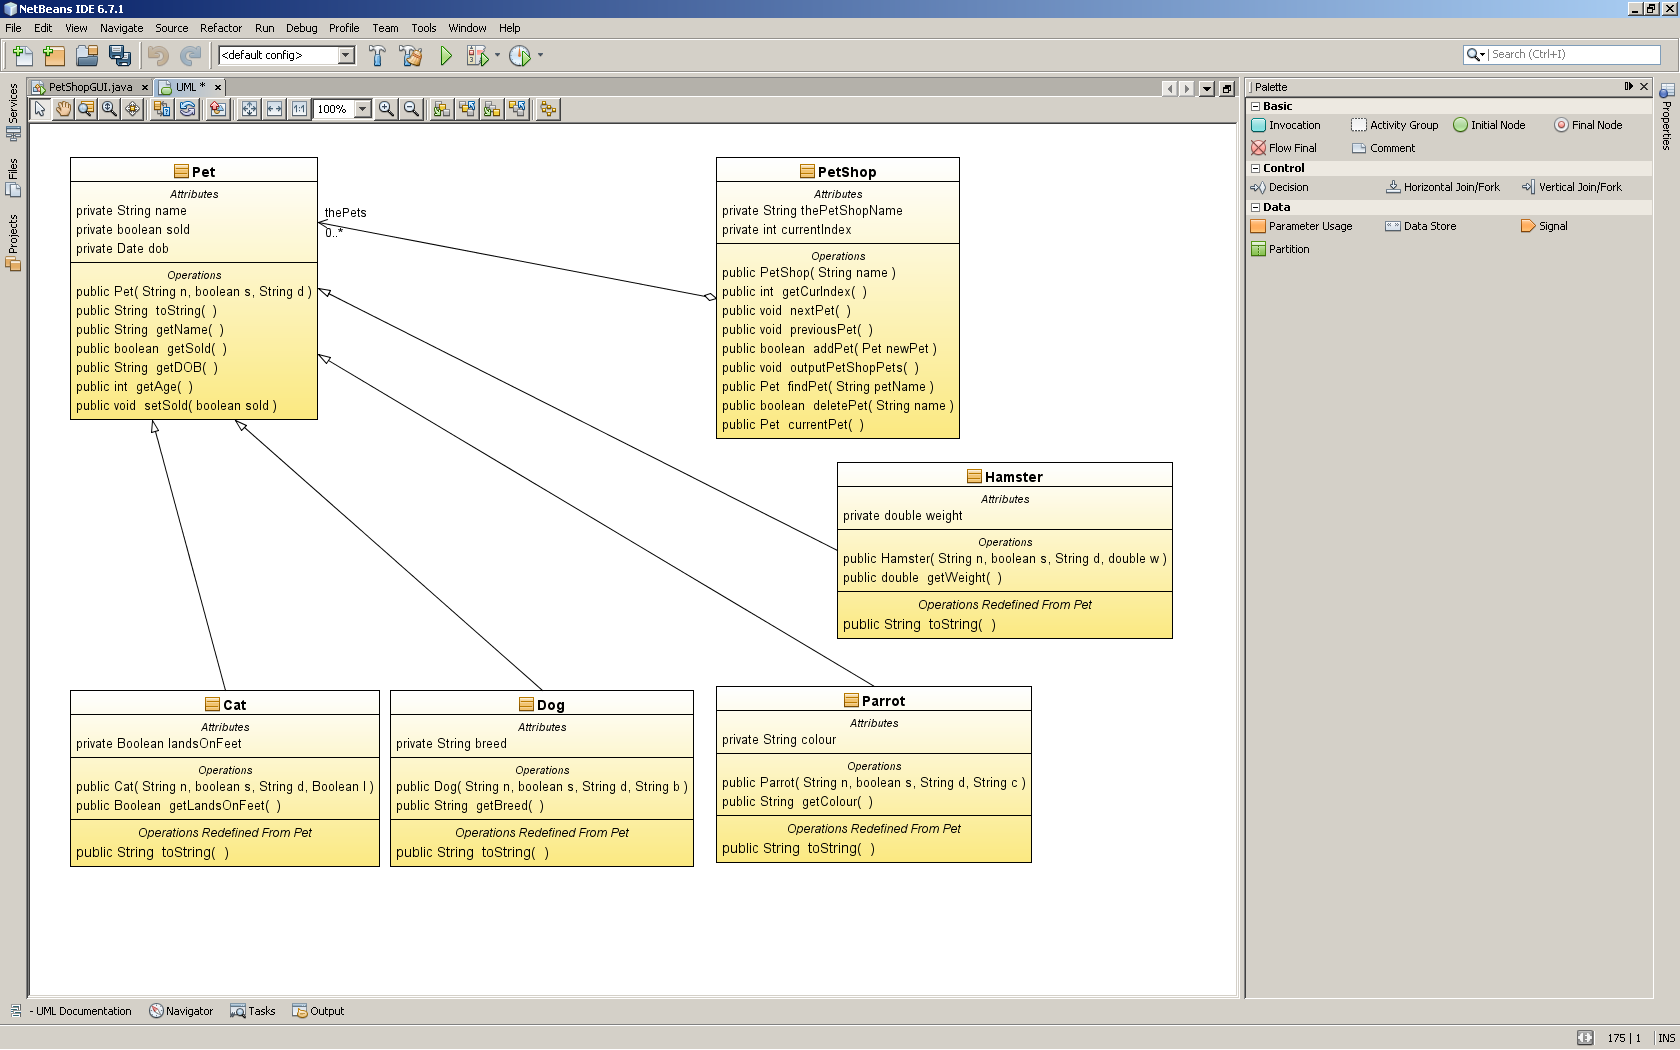 NetBeans IDE 6.7.1
File Edit View Navigate Source Refactor Run Debug Profile Team Tools Window Help
<default config>
Search (Ctrl+I)
Services
Files
Projects
PetShopGUI.java
UML *
1:1
100%
Pet
Attributes
private String name
private boolean sold
private Date dob
Operations
public Pet( String n, boolean s, String d )
public String toString( )
public String getName( )
public boolean getSold( )
public String getDOB( )
public int getAge( )
public void setSold( boolean sold )
thePets
0..*
PetShop
Attributes
private String thePetShopName
private int currentIndex
Operations
public PetShop( String name )
public int getCurIndex( )
public void nextPet( )
public void previousPet( )
public boolean addPet( Pet newPet )
public void outputPetShopPets( )
public Pet findPet( String petName )
public boolean deletePet( String name )
public Pet currentPet( )
Hamster
Attributes
private double weight
Operations
public Hamster( String n, boolean s, String d, double w )
public double getWeight( )
Operations Redefined From Pet
public String toString( )
Cat
Attributes
private Boolean landsOnFeet
Operations
public Cat( String n, boolean s, String d, Boolean l )
public Boolean getLandsOnFeet( )
Operations Redefined From Pet
public String toString( )
Dog
Attributes
private String breed
Operations
public Dog( String n, boolean s, String d, String b )
public String getBreed( )
Operations Redefined From Pet
public String toString( )
Parrot
Attributes
private String colour
Operations
public Parrot( String n, boolean s, String d, String c )
public String getColour( )
Operations Redefined From Pet
public String toString( )
Palette
Basic
Invocation Activity Group Initial Node Final Node
Flow Final Comment
Control
Decision Horizontal Join/Fork Vertical Join/Fork
Data
Parameter Usage Data Store Signal
Partition
Properties
- UML Documentation Navigator Tasks Output
175 | 1 INS